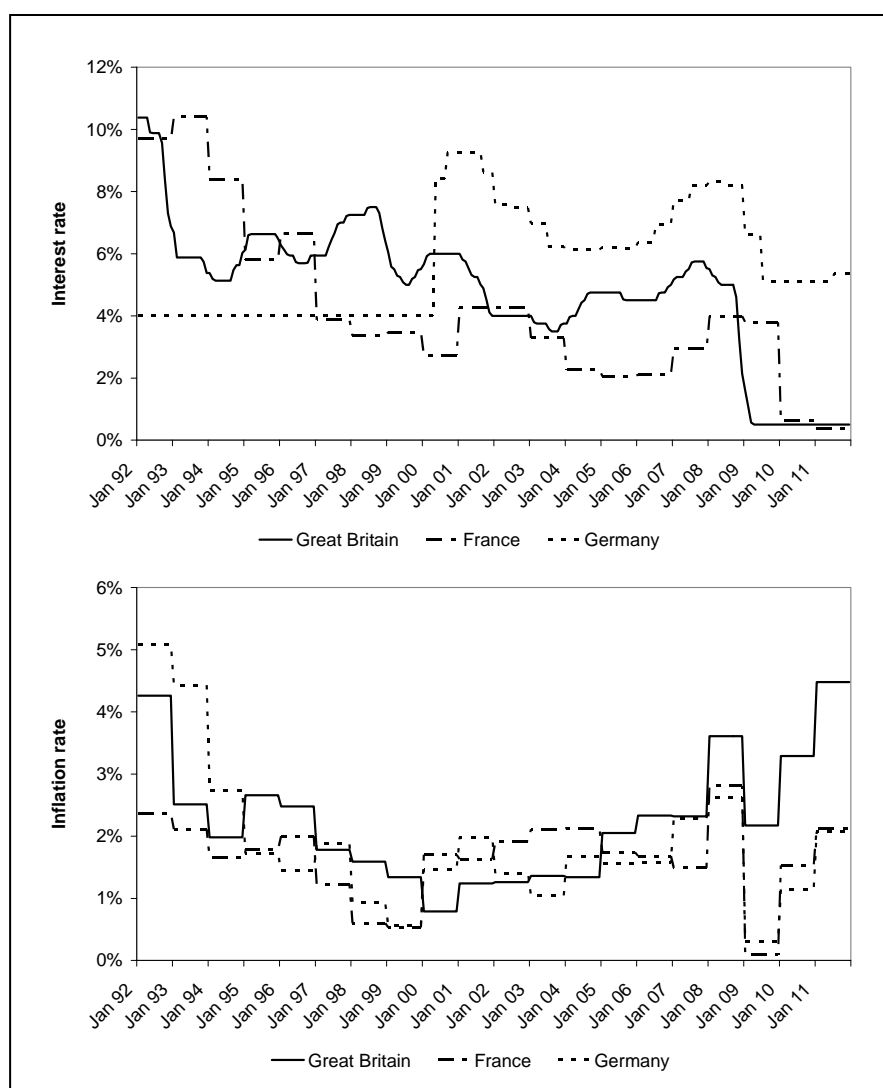 12%
10%
8%
6%
4%
2%
0%
Interest rate
Jan 92
Jan 93
Jan 94
Jan 95
Jan 96
Jan 97
Jan 98
Jan 99
Jan 00
Jan 01
Jan 02
Jan 03
Jan 04
Jan 05
Jan 06
Jan 07
Jan 08
Jan 09
Jan 10
Jan 11
Great Britain France Germany
6%
5%
4%
3%
2%
1%
0%
Inflation rate
Jan 92
Jan 93
Jan 94
Jan 95
Jan 96
Jan 97
Jan 98
Jan 99
Jan 00
Jan 01
Jan 02
Jan 03
Jan 04
Jan 05
Jan 06
Jan 07
Jan 08
Jan 09
Jan 10
Jan 11
Great Britain France Germany